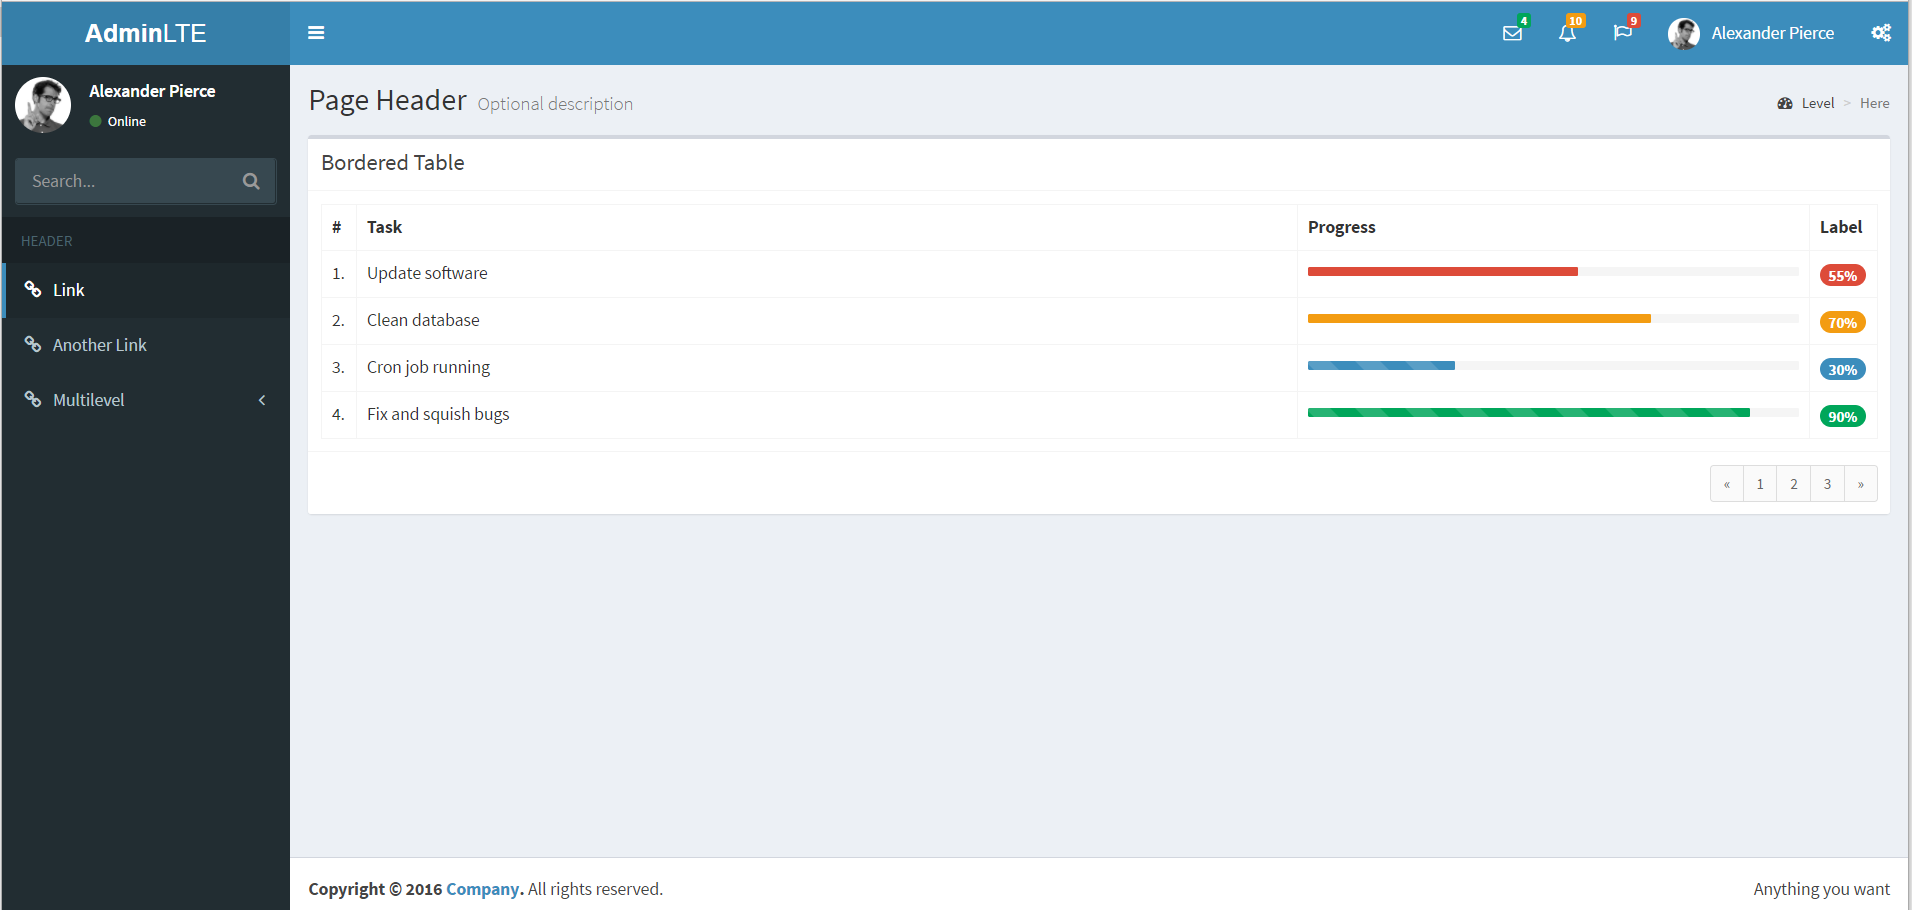 AdminLTE
4
10
9
Alexander Pierce
Alexander Pierce
Online
Search...
HEADER
Link
Another Link
Multilevel
Page Header Optional description
Level > Here
Bordered Table
# Task Progress Label
1. Update software 55%
2. Clean database 70%
3. Cron job running 30%
4. Fix and squish bugs 90%
« 1 2 3 »
Copyright © 2016 Company. All rights reserved.
Anything you want